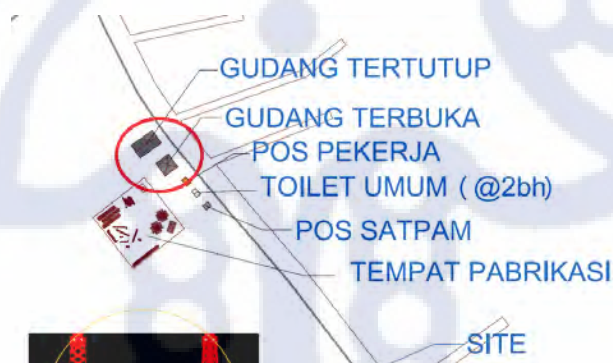 GUDANG TERTUTUP
GUDANG TERBUKA
POS PEKERJA
TOILET UMUM ( @2bh)
POS SATPAM
TEMPAT PABRIKASI
SITE